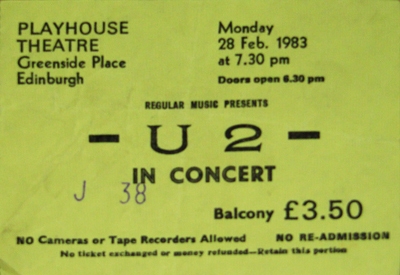 PLAYHOUSE
THEATRE
Greenside Place
Edinburgh
Monday
28 Feb. 1983
at 7.30 pm
Doors open 6.30 pm
REGULAR MUSIC PRESENTS
- U 2 -
IN CONCERT
J 38
Balcony £3.50
NO Cameras or Tape Recorders Allowed NO RE-ADMISSION
No ticket exchanged or money refunded—Retain this portion